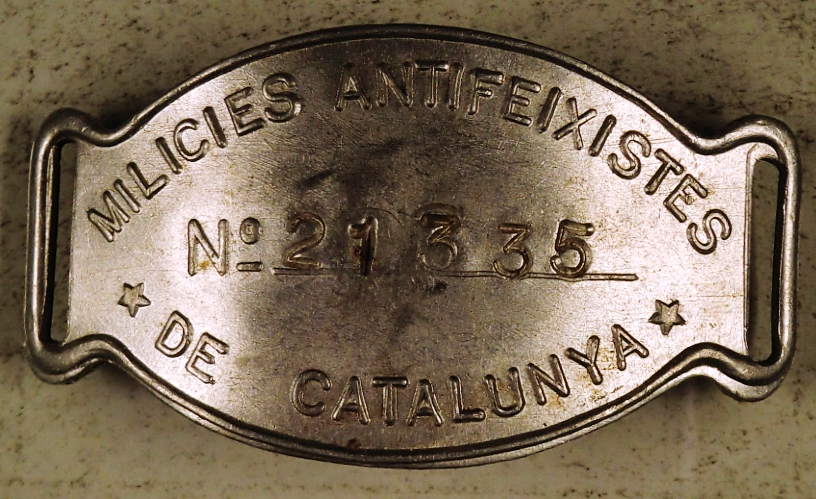 MILICIES ANTIFEIXISTES
Nº 21335
DE CATALUNYA